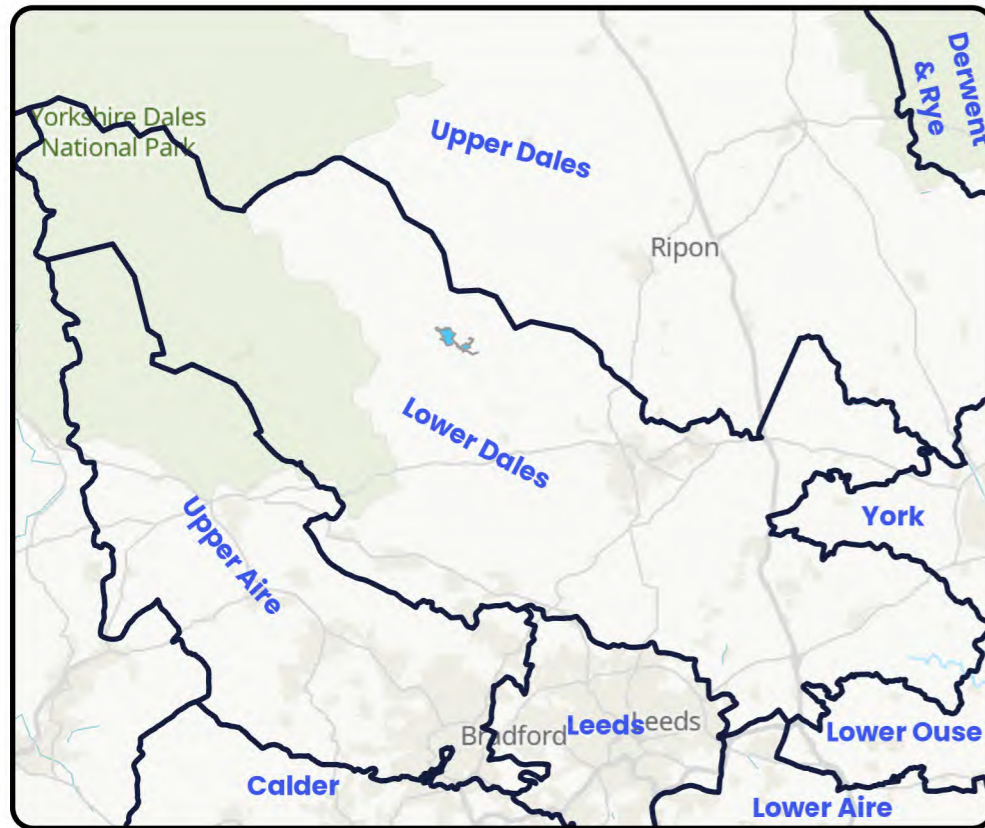 Derwent
& Rye
Yorkshire Dales
National Park
Upper Dales
Ripon
Lower Dales
Upper Aire
York
Bradford
Leeds
Leeds
Lower Ouse
Calder
Lower Aire